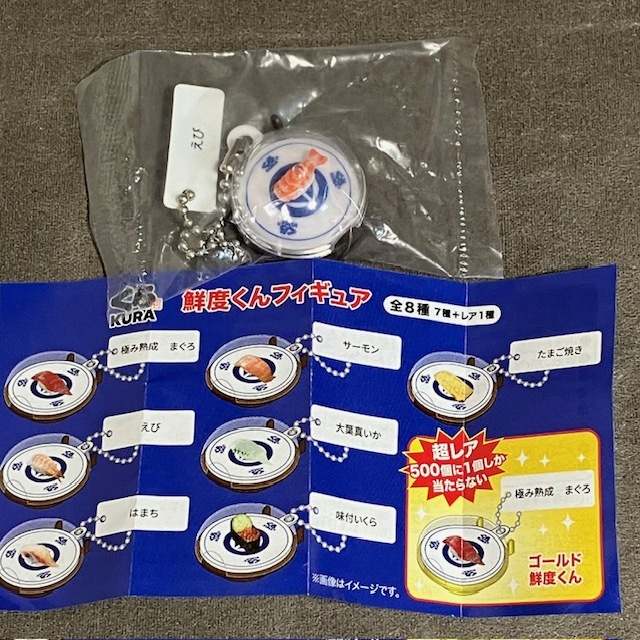 えび
くら
KURA
鮮度くんフィギュア
全8種 7種+レア1種
極み熟成 まぐろ
サーモン
たまご焼き
えび
大葉真いか
はまち
味付いくら
超レア
500個に1個しか
当たらない
極み熟成 まぐろ
ゴールド
鮮度くん
※画像はイメージです。